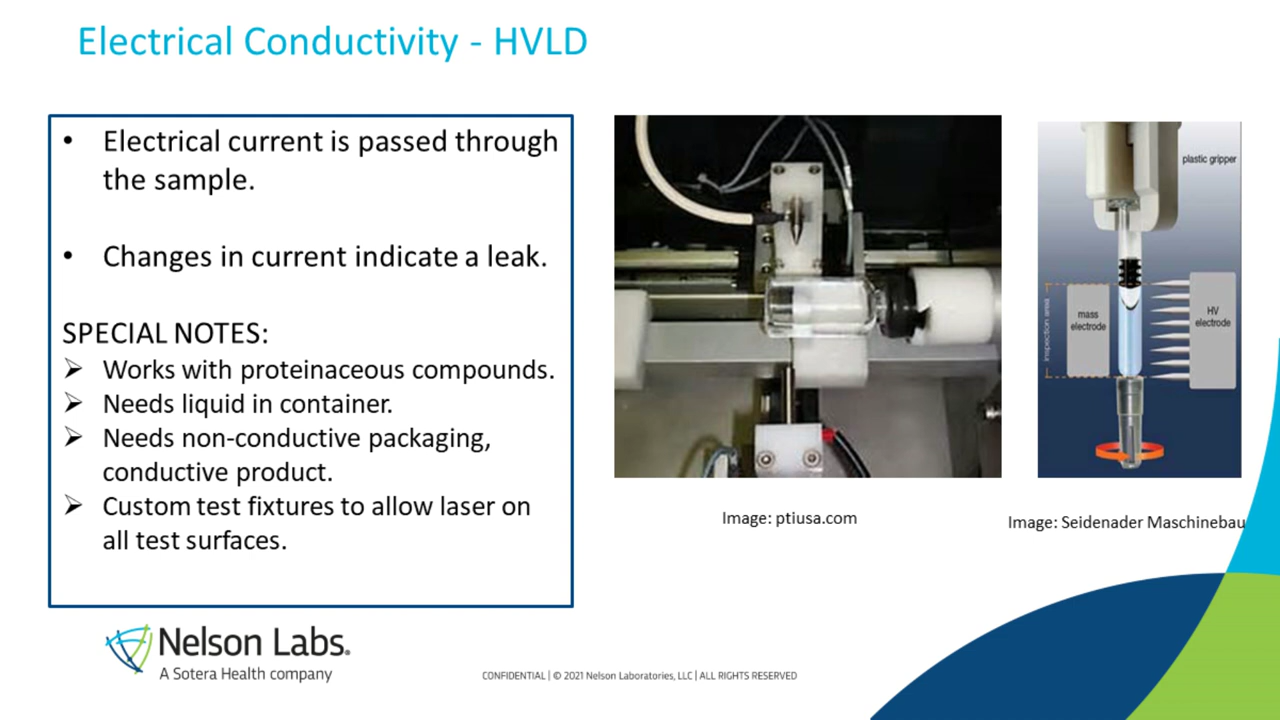 Electrical Conductivity - HVLD
• Electrical current is passed through
the sample.
• Changes in current indicate a leak.
SPECIAL NOTES:
➢ Works with proteinaceous compounds.
➢ Needs liquid in container.
➢ Needs non-conductive packaging,
conductive product.
➢ Custom test fixtures to allow laser on
all test surfaces.
plastic gripper
Inspection area
mass
electrode
HV
electrode
Image: ptiusa.com
Image: Seidenader Maschinebau
Nelson Labs®
A Sotera Health company
CONFIDENTIAL | © 2021 Nelson Laboratories, LLC | ALL RIGHTS RESERVED